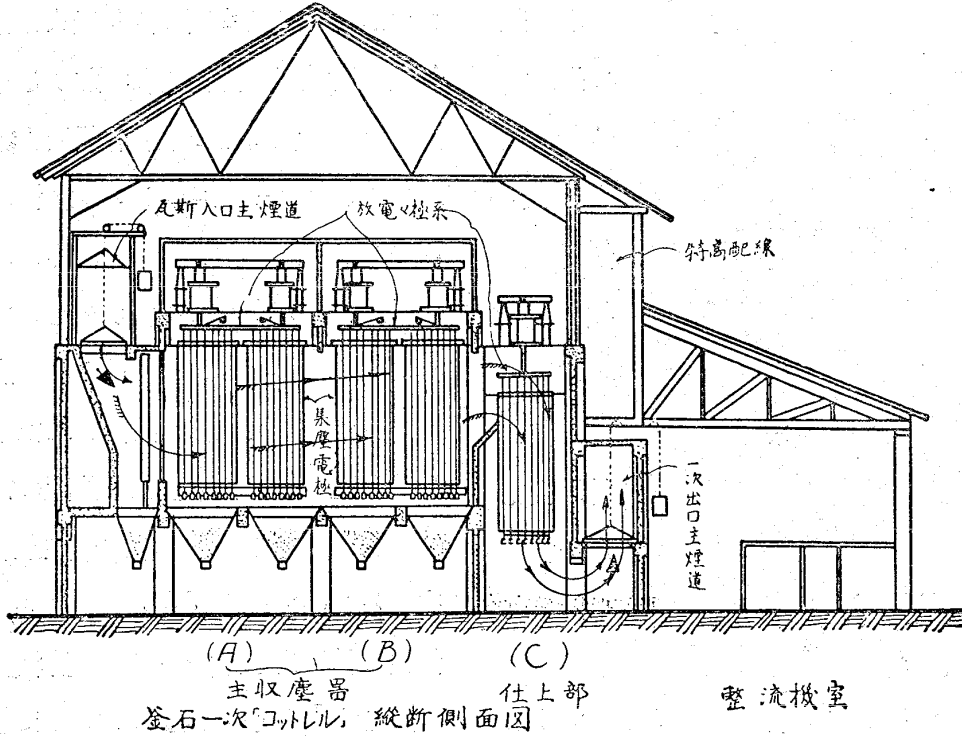 瓦斯入口主煙道
放電々極系
特高配線
集塵電極
一次出口主煙道
(A) (B) (C)
主収塵器 仕上部 整流機室
釜石一次「コットレル」縦断側面図